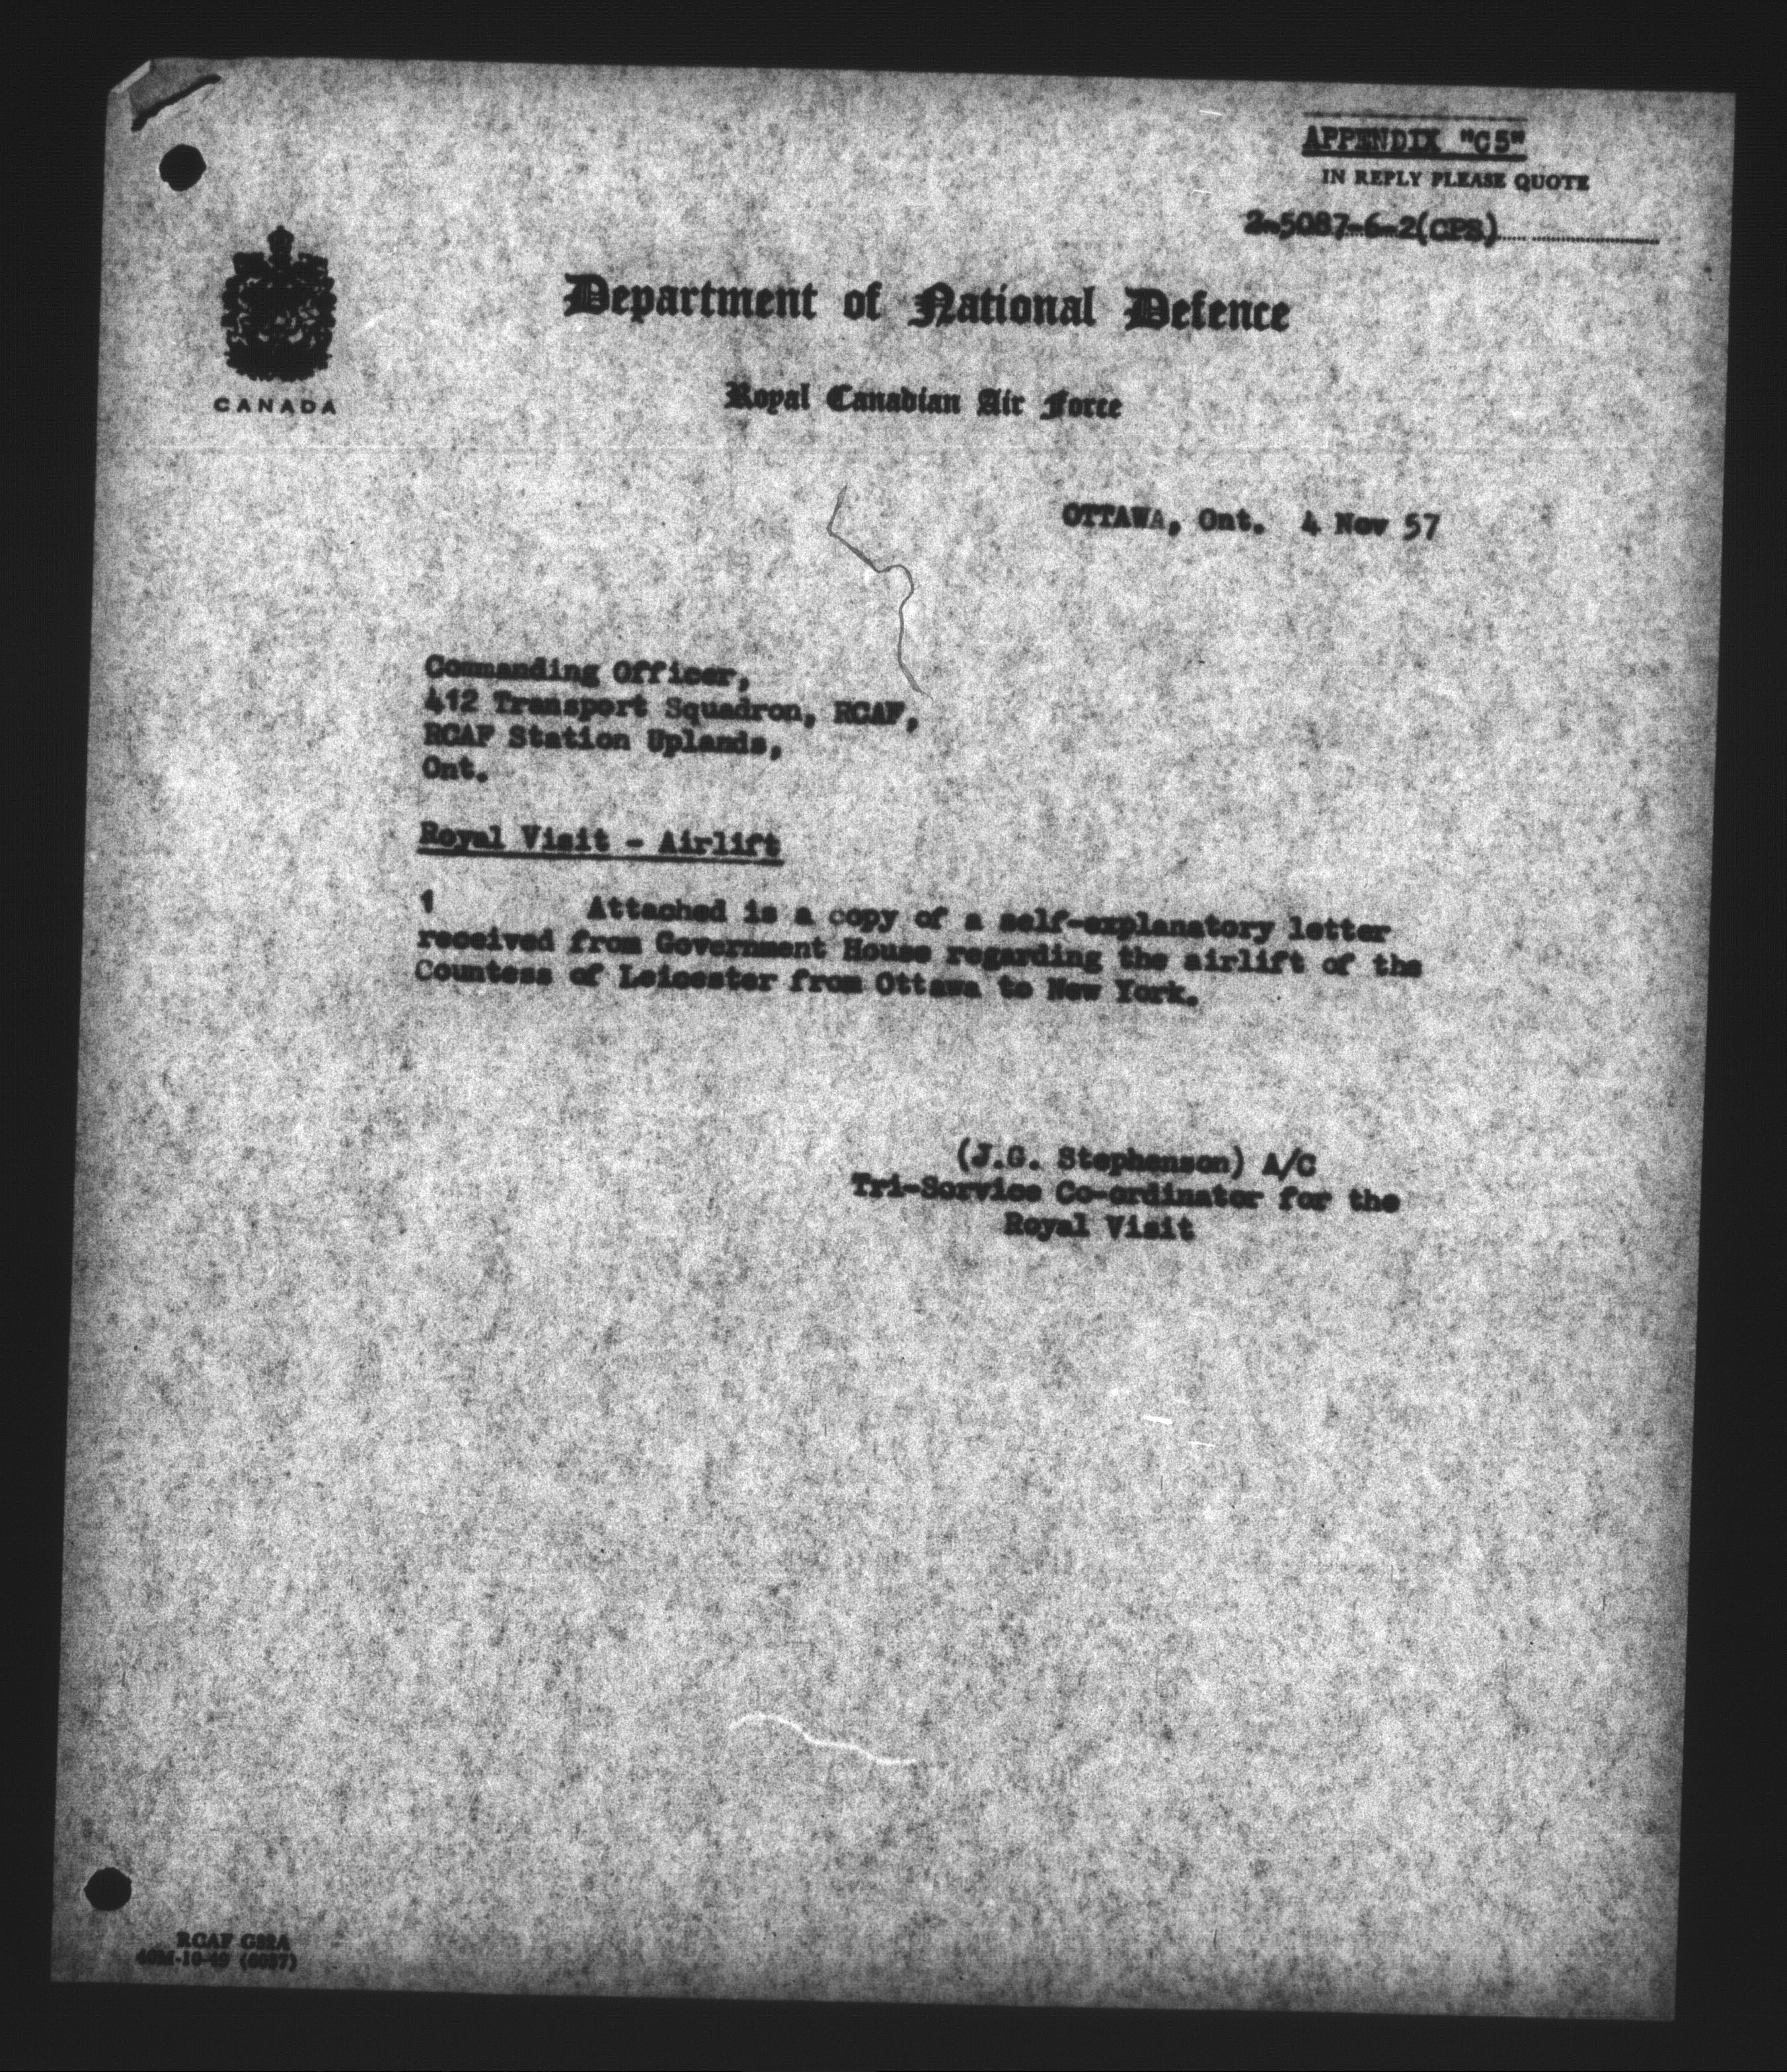 APPENDIX "C5"
IN REPLY PLEASE QUOTE
2-5087-6-2(CPS)
CANADA
Department of National Defence
Royal Canadian Air Force
OTTAWA, Ont. 4 Nov 57
Commanding Officer,
412 Transport Squadron, RCAF,
RCAF Station Uplands,
Ont.
Royal Visit - Airlift
1 Attached is a copy of a self-explanatory letter
received from Government House regarding the airlift of the
Countess of Leicester from Ottawa to New York.
(J.G. Stephenson) A/C
Tri-Service Co-ordinator for the
Royal Visit
RCAF